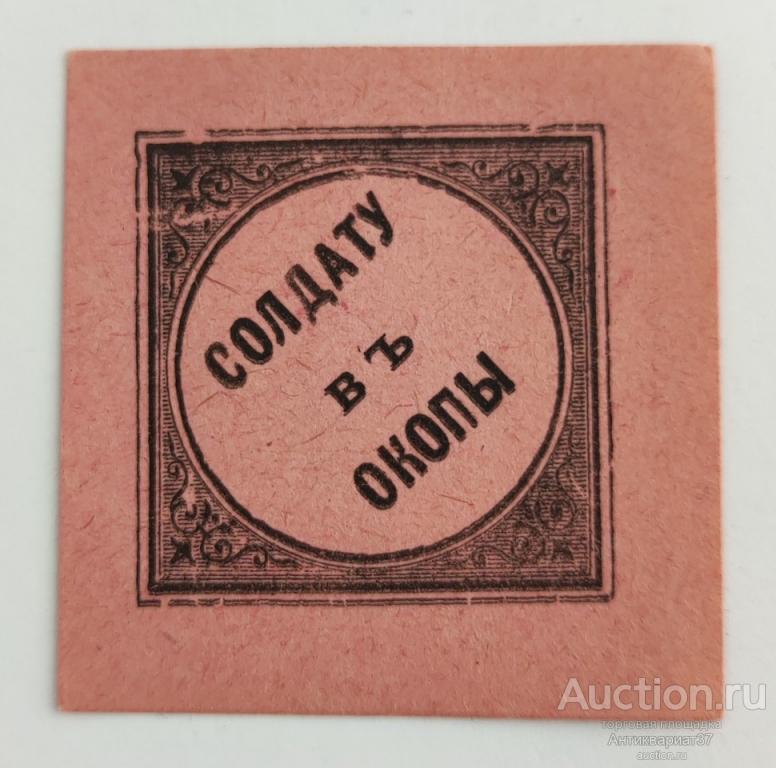 СОЛДАТУ
въ
ОКОПЫ
Auction.ru
торговая площадка
Антиквариат37
auction.ru